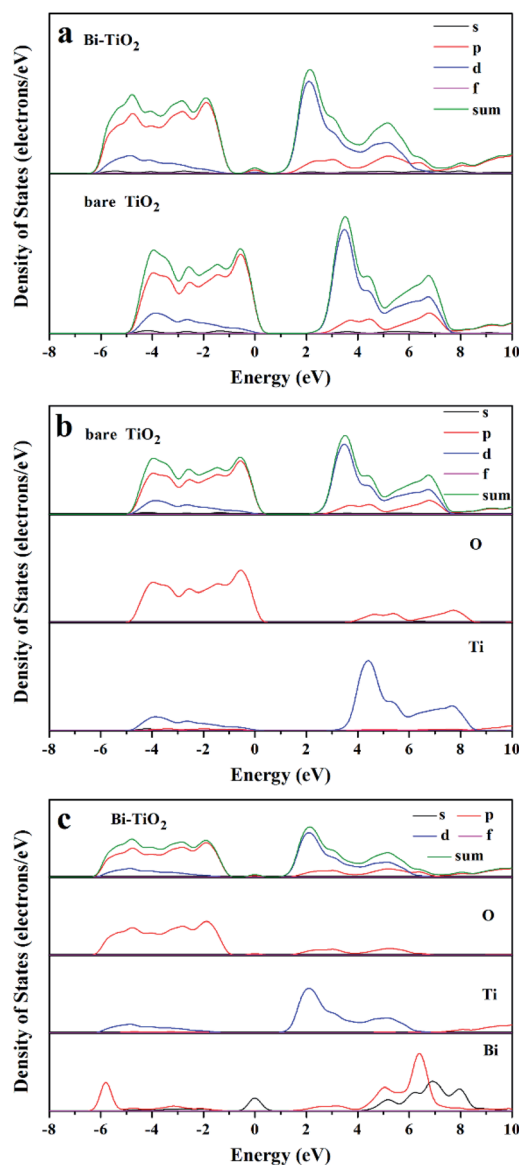 a
Bi-TiO2
s
p
d
f
sum
bare TiO2
Density of States (electrons/eV)
-8 -6 -4 -2 0 2 4 6 8 10
Energy (eV)
b
bare TiO2
s
p
d
f
sum
O
Ti
Density of States (electrons/eV)
-8 -6 -4 -2 0 2 4 6 8 10
Energy (eV)
c
Bi-TiO2
s p
d f
sum
O
Ti
Bi
Density of States (electrons/eV)
-8 -6 -4 -2 0 2 4 6 8 10
Energy (eV)